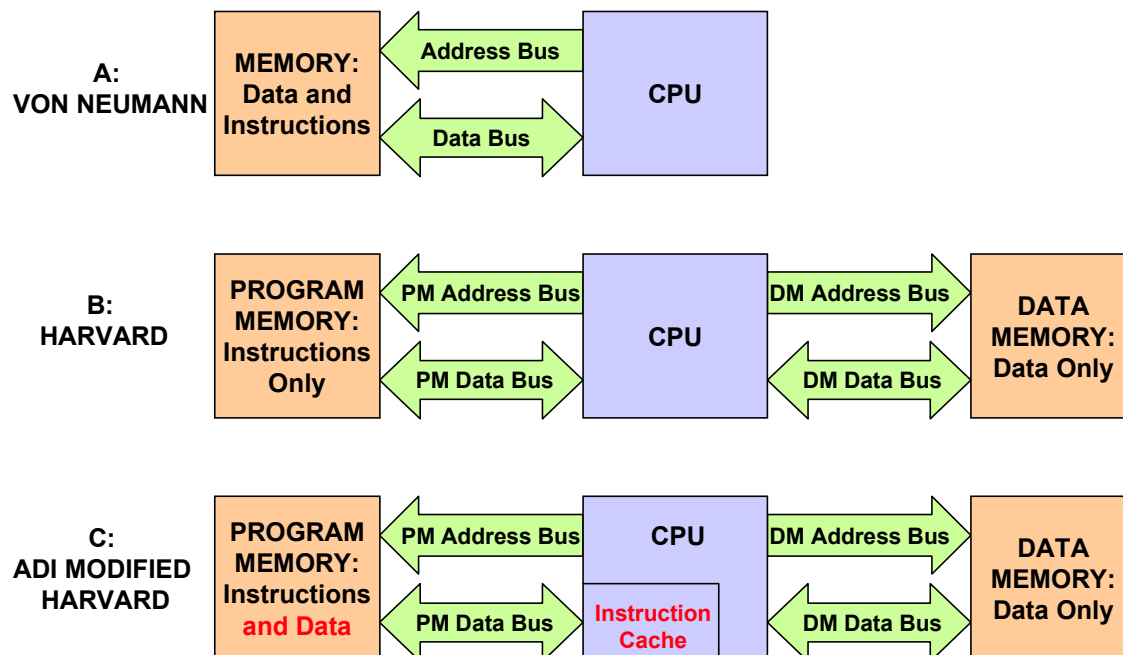 A:
VON NEUMANN
MEMORY:
Data and
Instructions
Address Bus
Data Bus
CPU
B:
HARVARD
PROGRAM
MEMORY:
Instructions
Only
PM Address Bus
PM Data Bus
CPU
DM Address Bus
DM Data Bus
DATA
MEMORY:
Data Only
C:
ADI MODIFIED
HARVARD
PROGRAM
MEMORY:
Instructions
and Data
PM Address Bus
PM Data Bus
CPU
Instruction
Cache
DM Address Bus
DM Data Bus
DATA
MEMORY:
Data Only